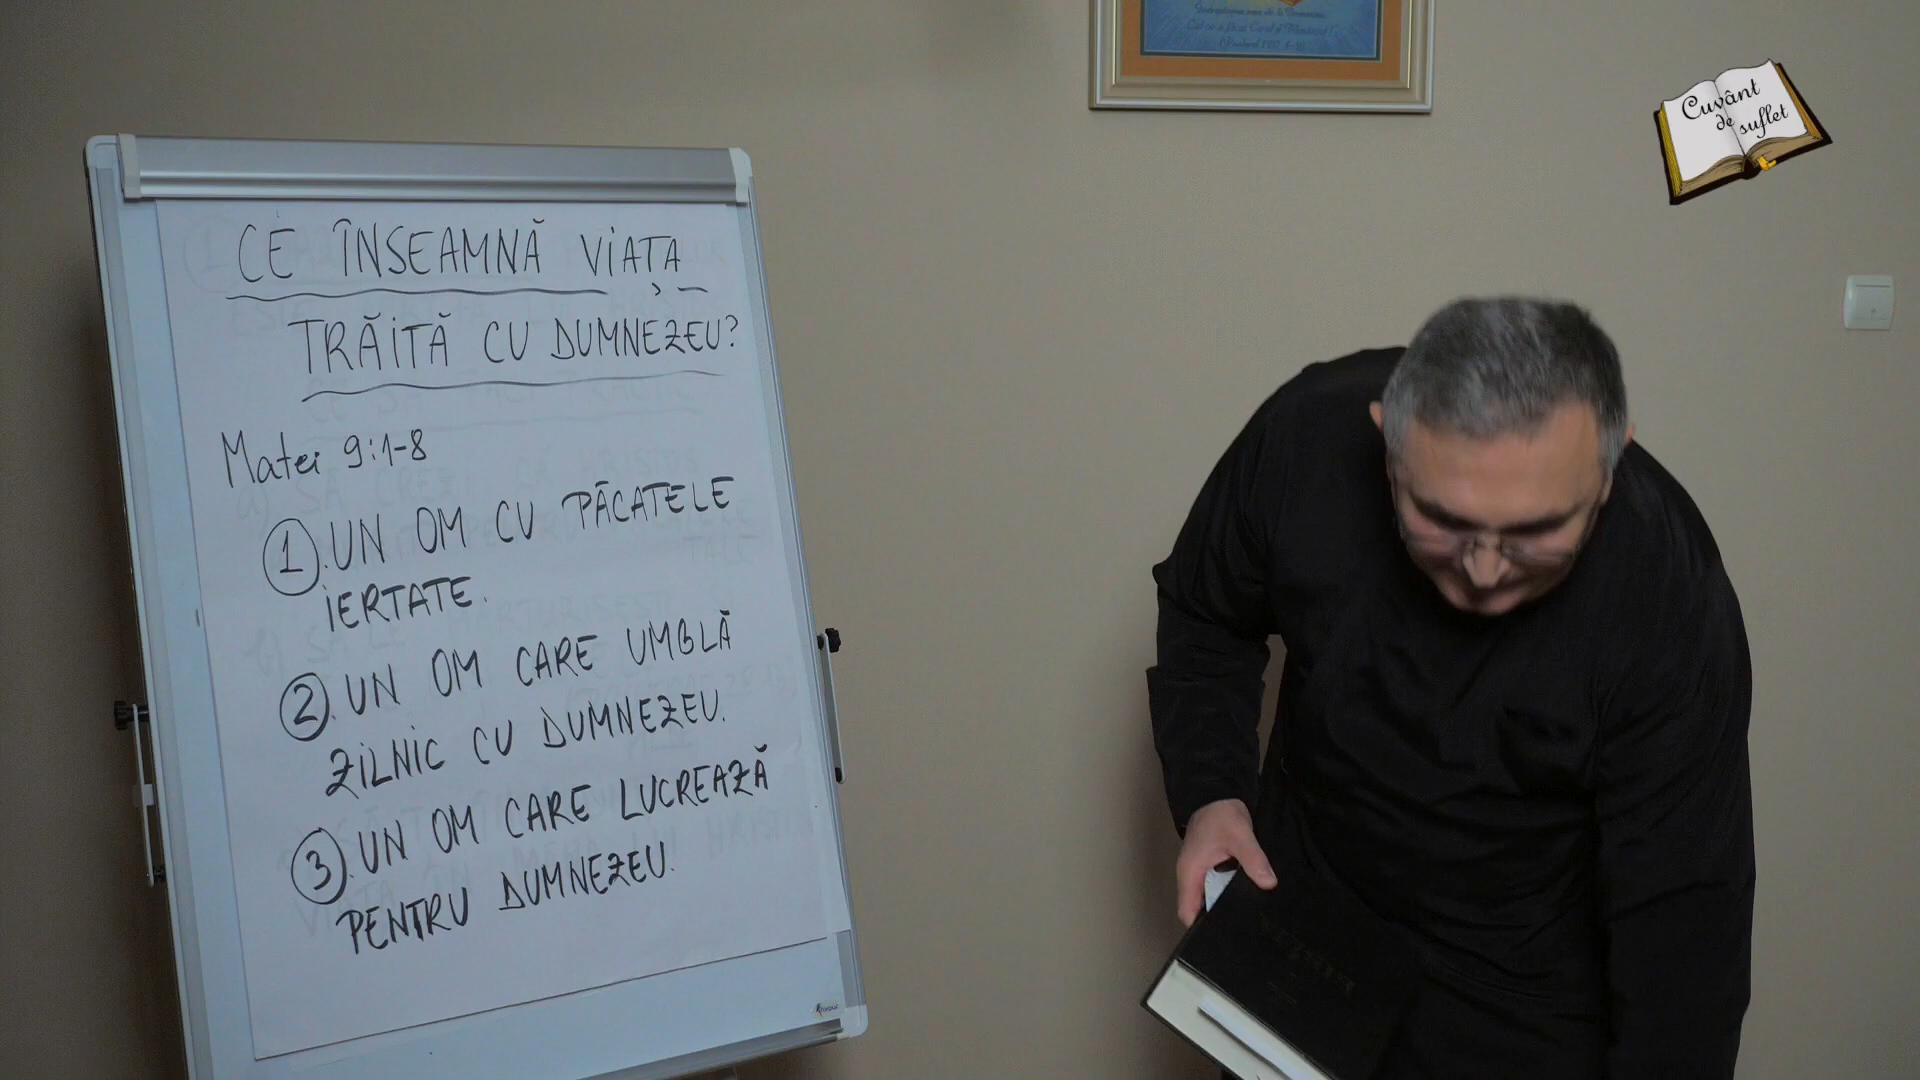 Cuvânt
de suflet
CE ÎNSEAMNĂ VIAȚA
TRĂITĂ CU DUMNEZEU?
Matei 9:1-8
1. UN OM CU PĂCATELE
IERTATE.
2. UN OM CARE UMBLĂ
ZILNIC CU DUMNEZEU.
3. UN OM CARE LUCREAZĂ
PENTRU DUMNEZEU.